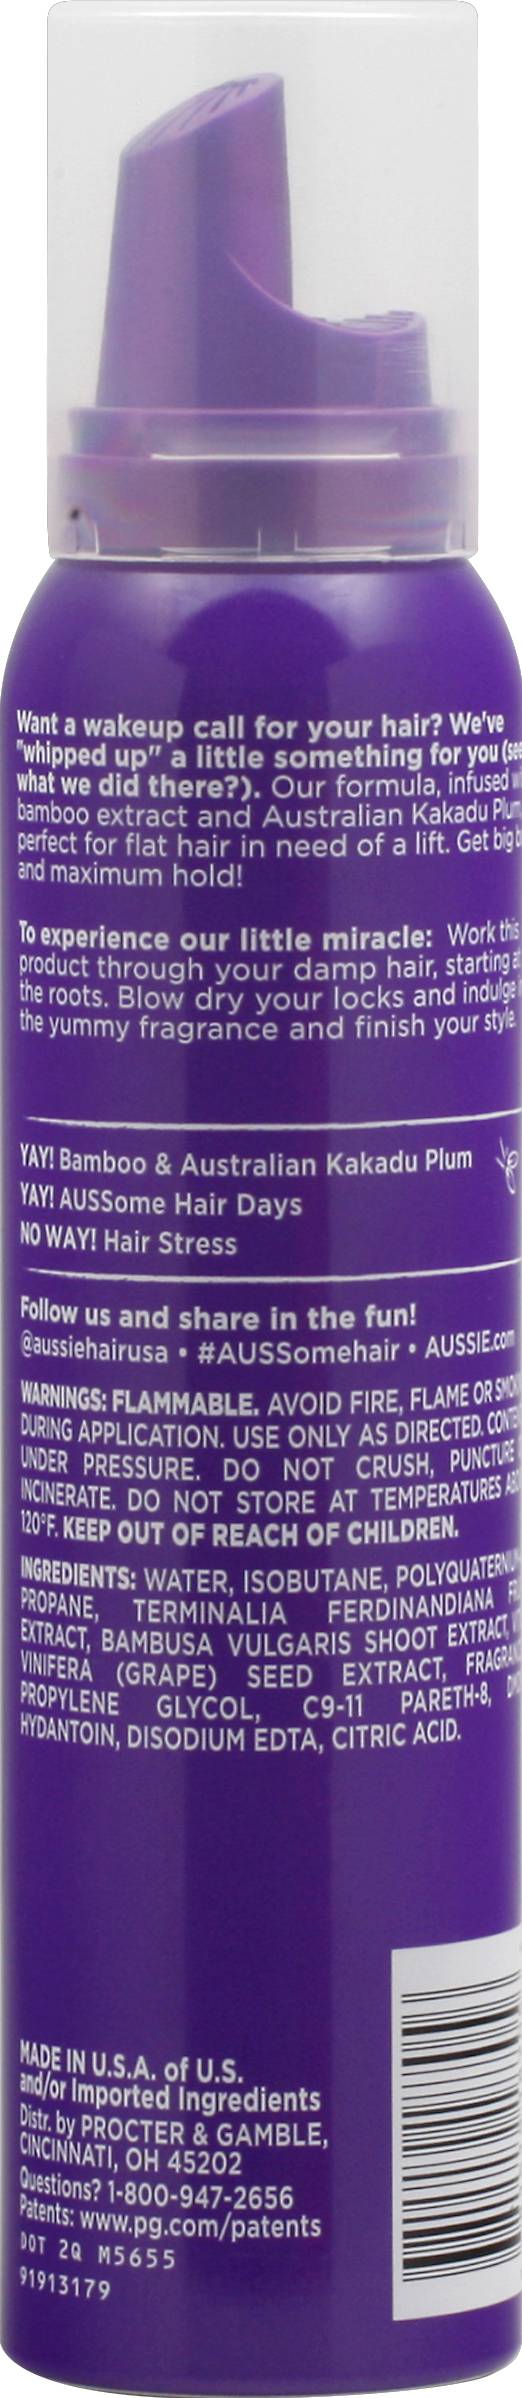 Want a wakeup call for your hair? We've
"whipped up" a little something for you (see
what we did there?). Our formula, infused
bamboo extract and Australian Kakadu Plum
perfect for flat hair in need of a lift. Get big
and maximum hold!
To experience our little miracle: Work this
product through your damp hair, starting at
the roots. Blow dry your locks and indulge
the yummy fragrance and finish your style.
YAY! Bamboo & Australian Kakadu Plum
YAY! AUSSome Hair Days
NO WAY! Hair Stress
Follow us and share in the fun!
@aussiehairusa • #AUSSomehair • AUSSIE.com
WARNINGS: FLAMMABLE. AVOID FIRE, FLAME OR
DURING APPLICATION. USE ONLY AS DIRECTED.
UNDER PRESSURE. DO NOT CRUSH, PUNCTURE
INCINERATE. DO NOT STORE AT TEMPERATURES
120°F. KEEP OUT OF REACH OF CHILDREN.
INGREDIENTS: WATER, ISOBUTANE,
PROPANE, TERMINALIA FERDINANDIANA
EXTRACT, BAMBUSA VULGARIS SHOOT EXTRACT,
VINIFERA (GRAPE) SEED EXTRACT,
PROPYLENE GLYCOL, C9-11 PARETH-8,
HYDANTOIN, DISODIUM EDTA, CITRIC ACID.
MADE IN U.S.A. of U.S.
and/or Imported Ingredients
Distr. by PROCTER & GAMBLE,
CINCINNATI, OH 45202
Questions? 1-800-947-2656
Patents: www.pg.com/patents
DOT 2Q M5655
91913179